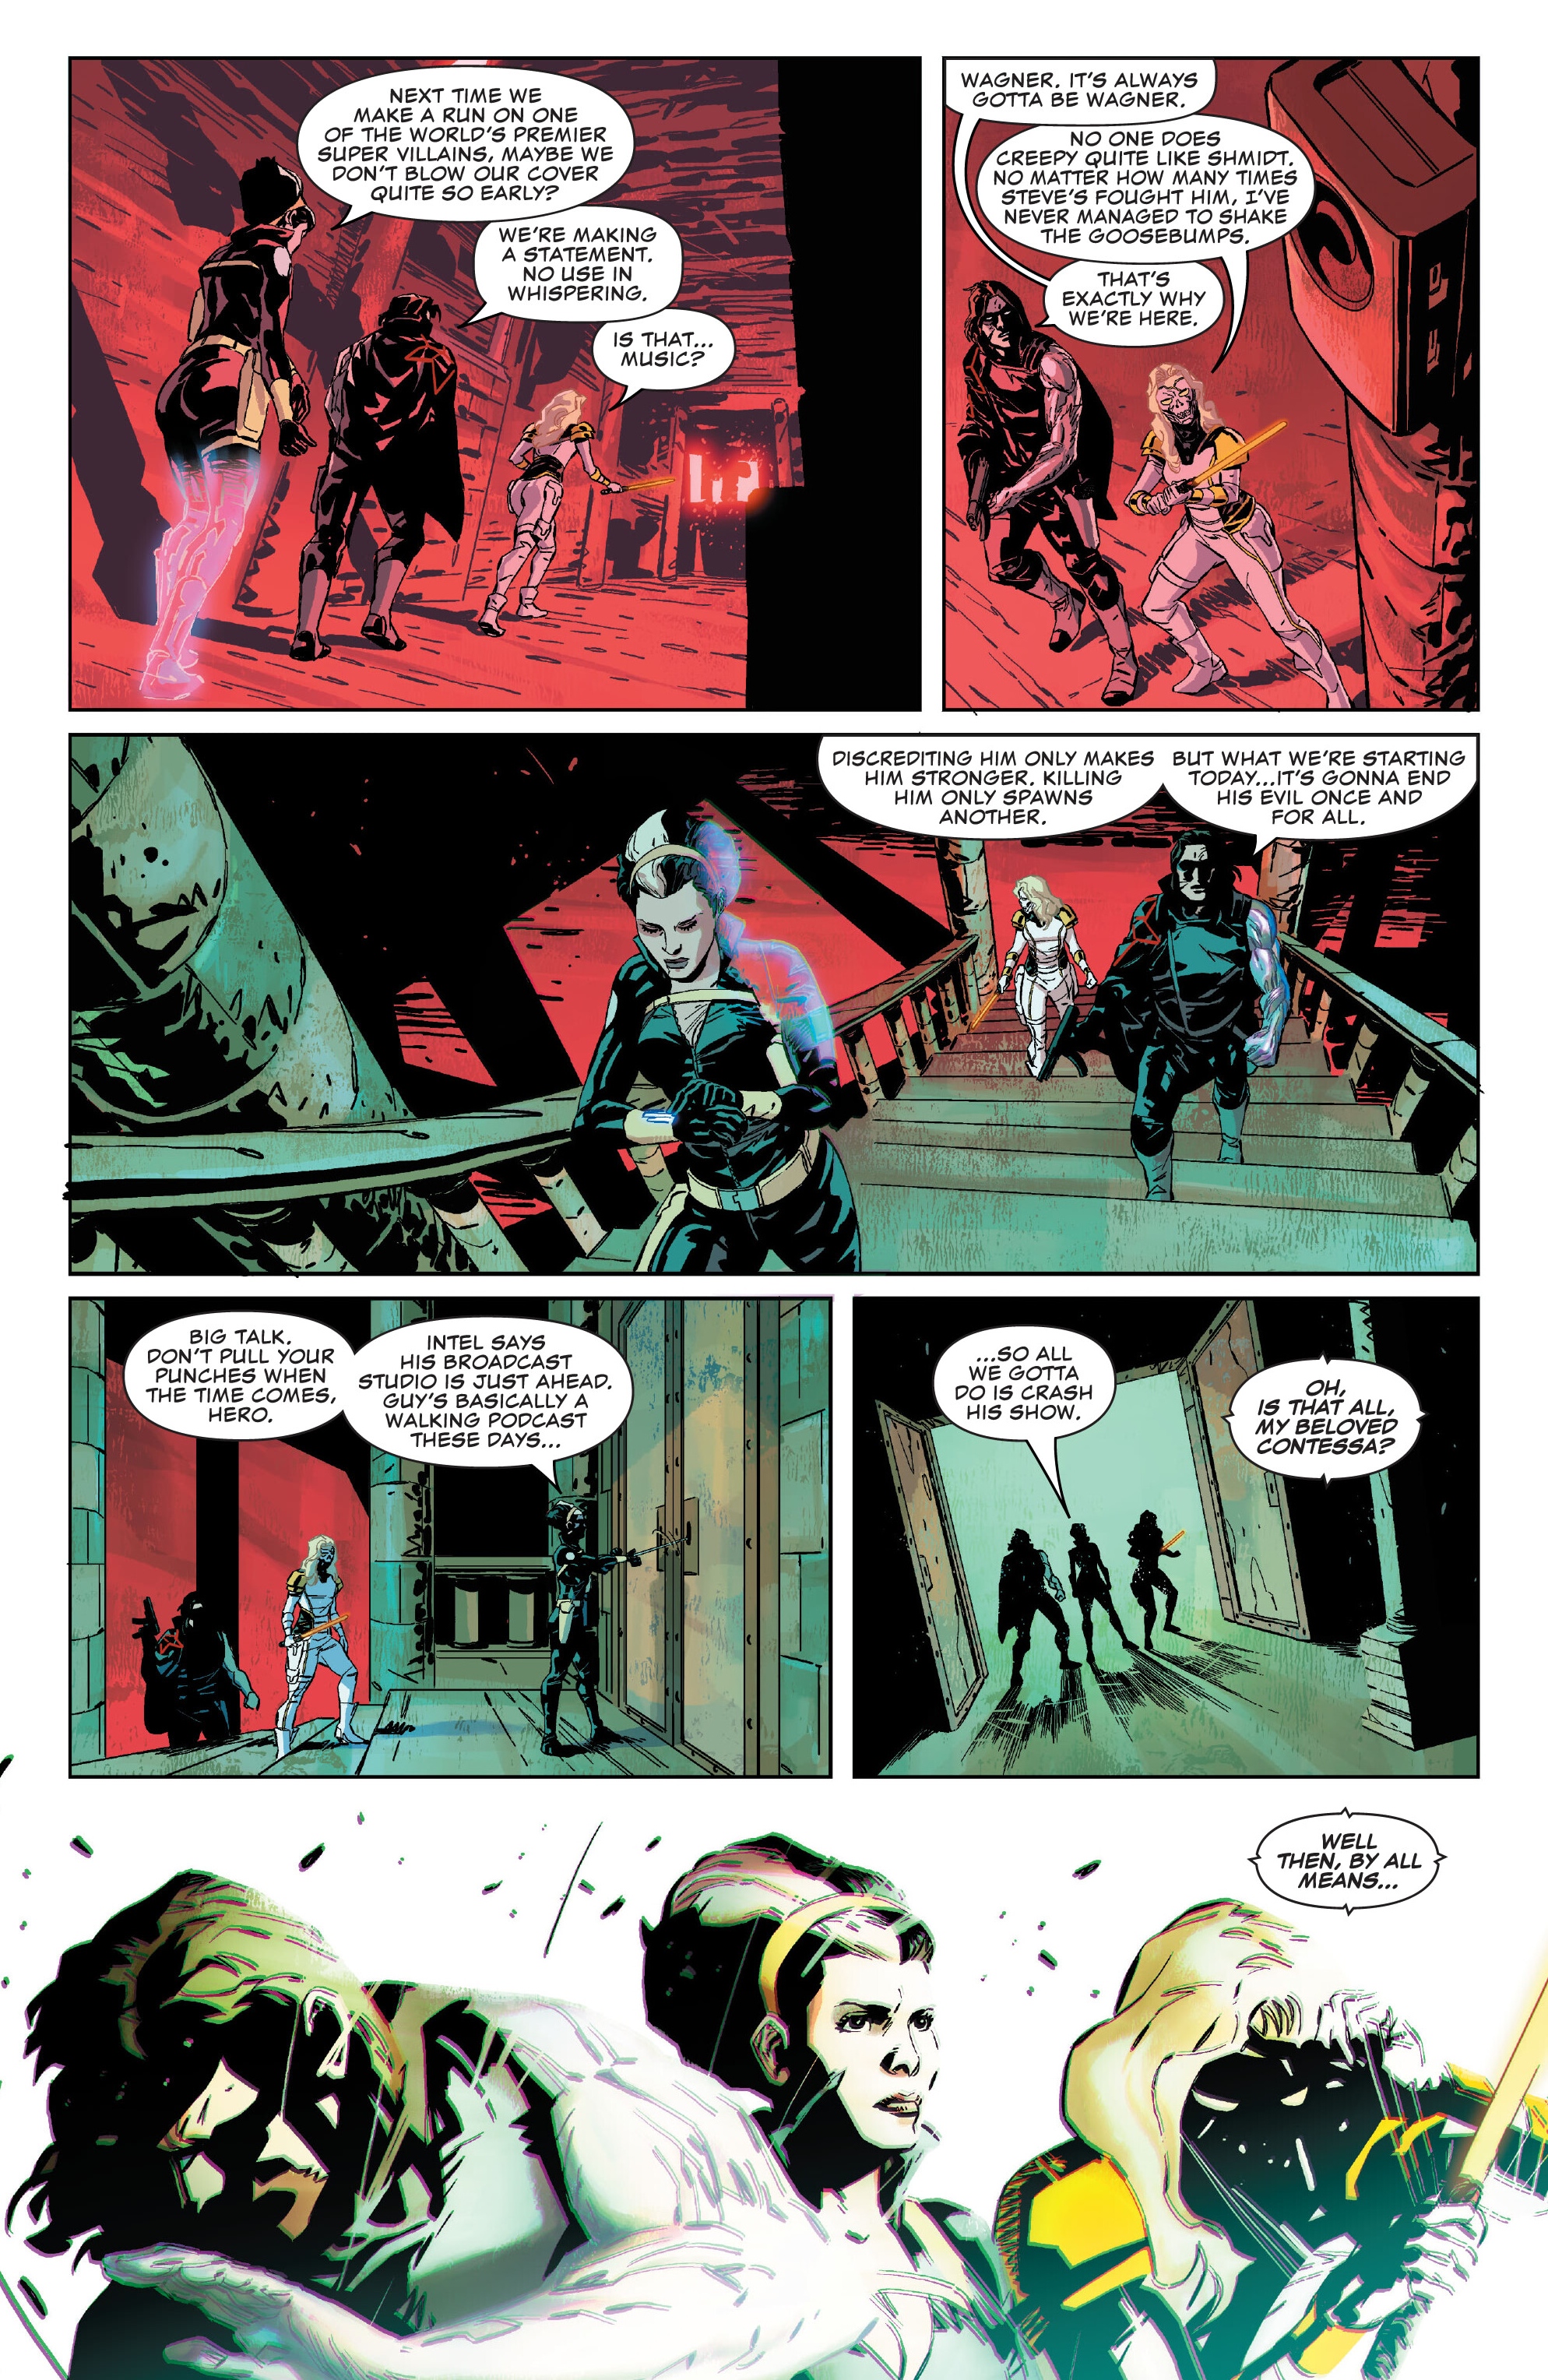 NEXT TIME WE
MAKE A RUN ON ONE
OF THE WORLD'S PREMIER
SUPER VILLAINS, MAYBE WE
DON'T BLOW OUR COVER
QUITE SO EARLY?
WE'RE MAKING
A STATEMENT.
NO USE IN
WHISPERING.
IS THAT...
MUSIC?
WAGNER. IT'S ALWAYS
GOTTA BE WAGNER.
NO ONE DOES
CREEPY QUITE LIKE SHMIDT.
NO MATTER HOW MANY TIMES
STEVE'S FOUGHT HIM, I'VE
NEVER MANAGED TO SHAKE
THE GOOSEBUMPS.
THAT'S
EXACTLY WHY
WE'RE HERE.
DISCREDITING HIM ONLY MAKES
HIM STRONGER. KILLING
HIM ONLY SPAWNS
ANOTHER.
BUT WHAT WE'RE STARTING
TODAY...IT'S GONNA END
HIS EVIL ONCE AND
FOR ALL.
BIG TALK.
DON'T PULL YOUR
PUNCHES WHEN
THE TIME COMES,
HERO.
INTEL SAYS
HIS BROADCAST
STUDIO IS JUST AHEAD.
GUY'S BASICALLY A
WALKING PODCAST
THESE DAYS...
...SO ALL
WE GOTTA
DO IS CRASH
HIS SHOW.
OH,
IS THAT ALL,
MY BELOVED
CONTESSA?
WELL
THEN, BY ALL
MEANS...